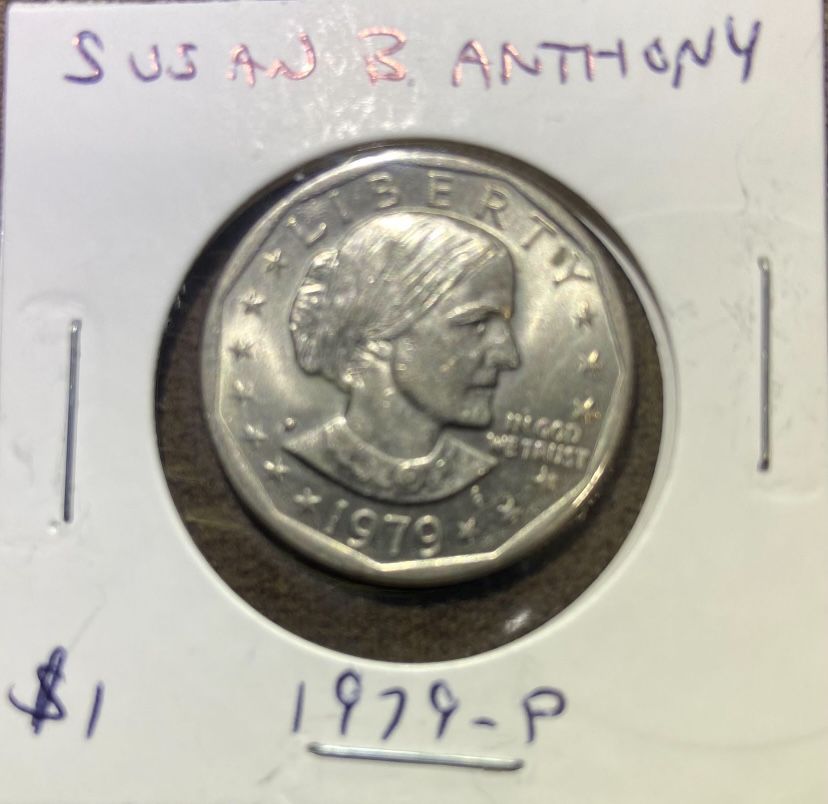 SUSAN B. ANTHONY
LIBERTY
IN GOD
WE TRUST
1979
$1
1979-P